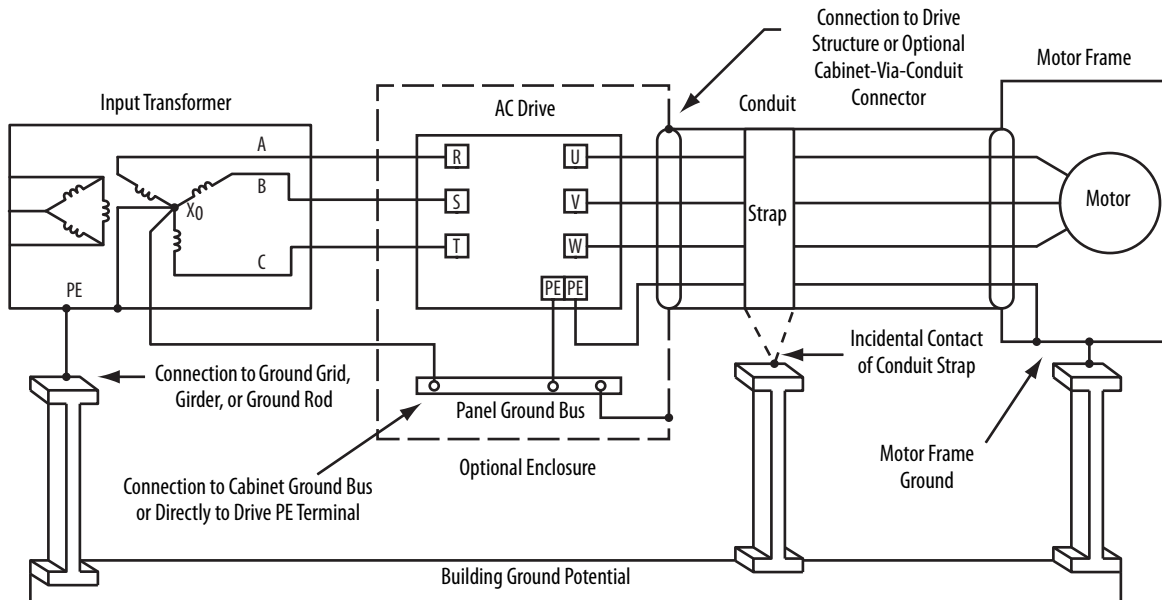 Connection to Drive
Structure or Optional
Cabinet-Via-Conduit
Connector
Motor Frame
Input Transformer
AC Drive
Conduit
A
R
U
B
S
V
X0
Strap
Motor
C
T
W
PE
PE PE
Incidental Contact
of Conduit Strap
Connection to Ground Grid,
Girder, or Ground Rod
Panel Ground Bus
Motor Frame
Ground
Optional Enclosure
Connection to Cabinet Ground Bus
or Directly to Drive PE Terminal
Building Ground Potential